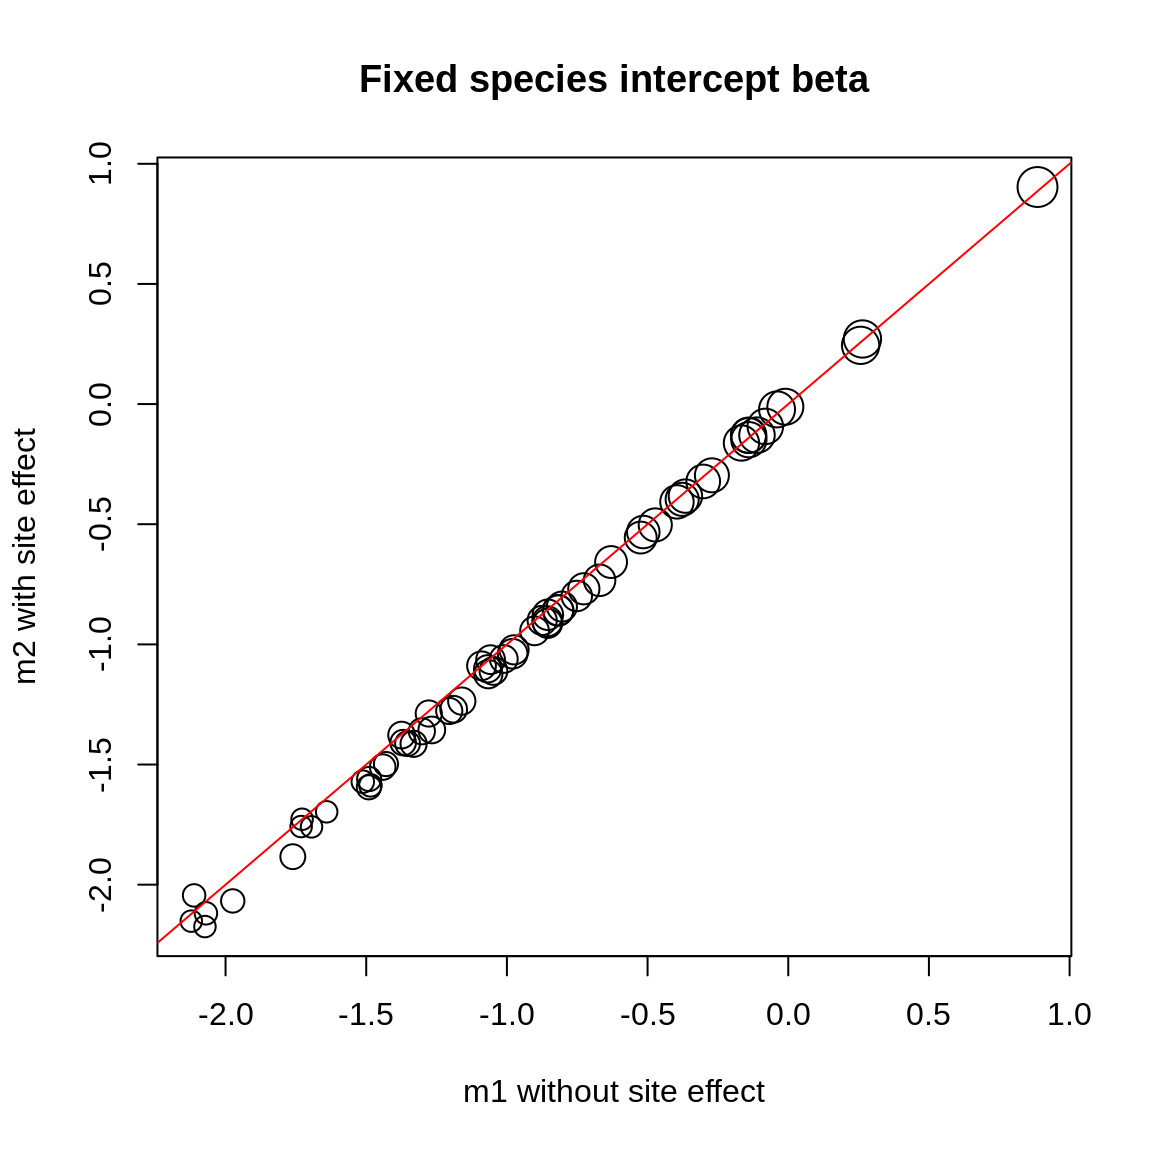 Fixed species intercept beta
1.0
0.5
0.0
-0.5
-1.0
-1.5
-2.0
m2 with site effect
-2.0 -1.5 -1.0 -0.5 0.0 0.5 1.0
m1 without site effect